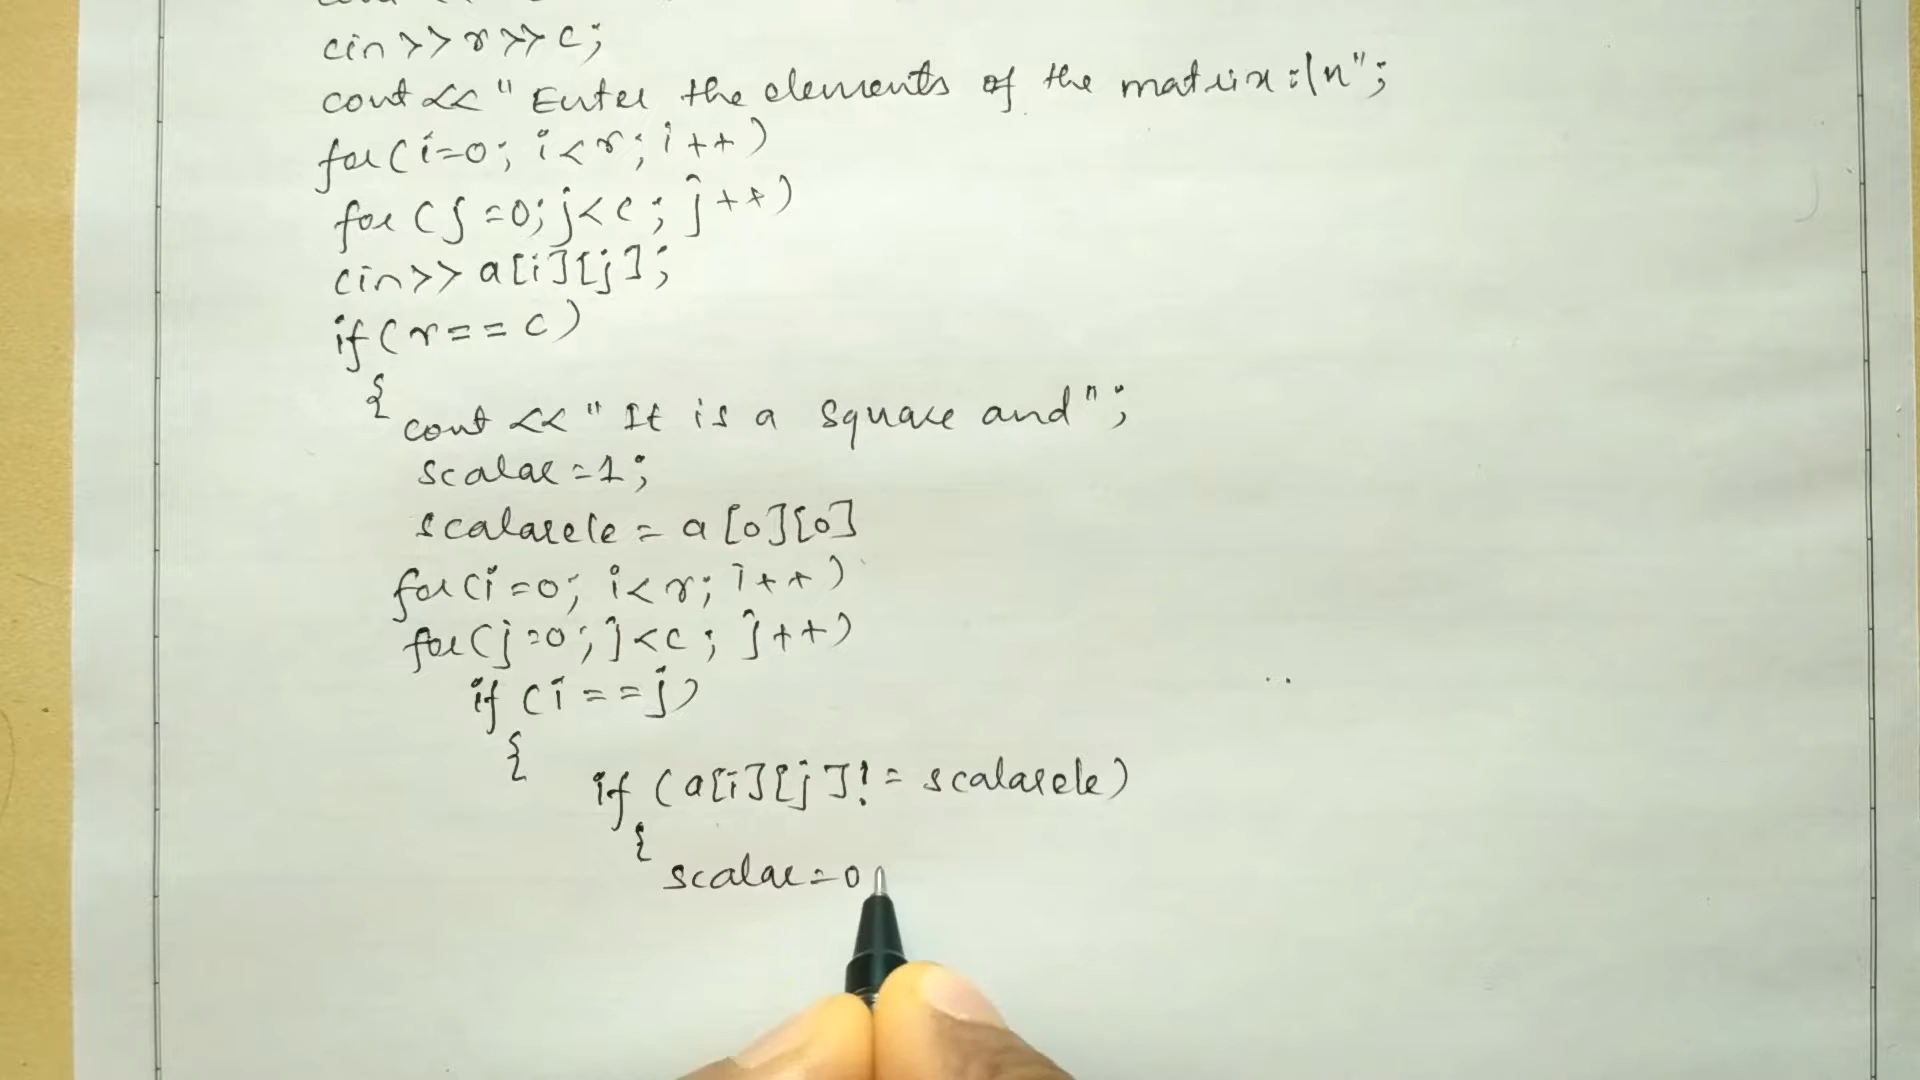 cin>>r>>c;
cout<<"Enter the elements of the matrix:\n";
for(i=0; i<r; i++)
for(j=0; j<c; j++)
cin>>a[i][j];
if(r==c)
{
cout<<"It is a square and";
scalar=1;
scalarele=a[0][0]
for(i=0; i<r; i++)
for(j=0; j<c; j++)
if(i==j)
{
if(a[i][j]!=scalarele)
{
scalar=0